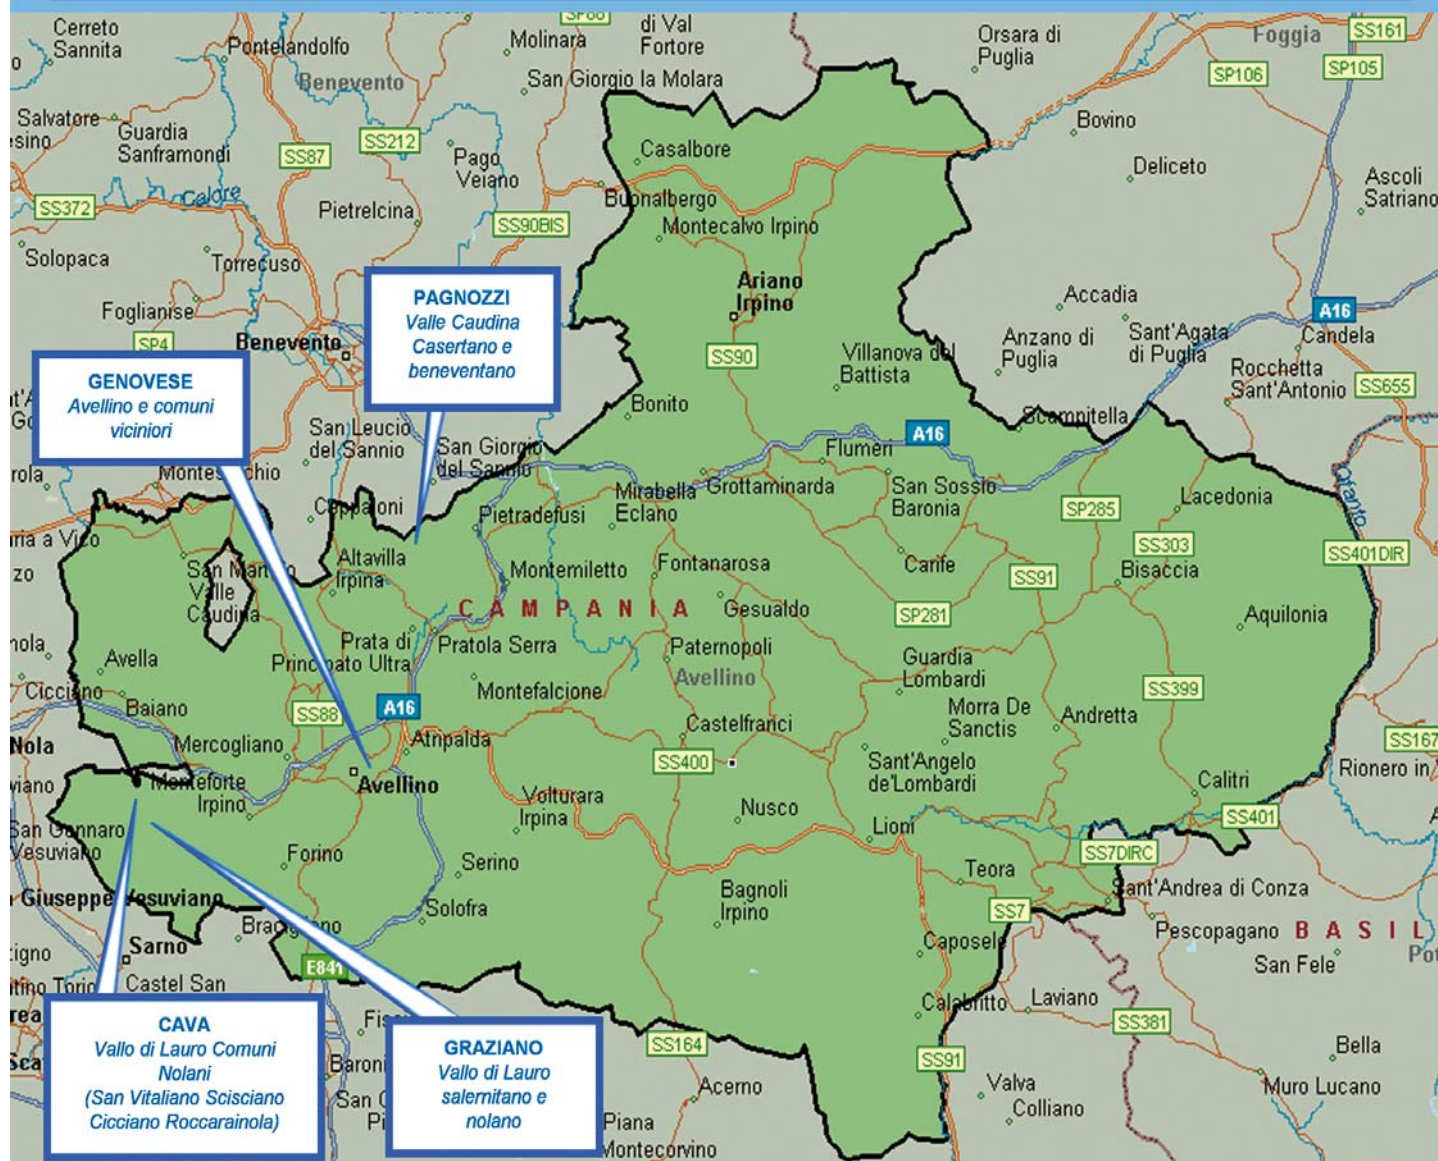 Cerreto
Sannita
SP68
di Val
Fortore
Molinara
Orsara di
Puglia
Foggia
SS161
Pontelandolfo
Benevento
San Giorgio la Molara
SP106
SP105
Salvatore
Guardia
Sanframondi
SS87
SS212
Pago
Veiano
Casalbore
Bovino
Deliceto
Ascoli
Satriano
SS372
Calore
Pietrelcina
Buonalbergo
SS90BIS
Montecalvo Irpino
Solopaca
Torrecuso
Foglianise
SP4
Benevento
Ariano
Irpino
Accadia
A16
Candela
Anzano di
Puglia
Sant'Agata
di Puglia
SS90
Villanova del
Battista
Rocchetta
Sant'Antonio
SS655
PAGNOZZI
Valle Caudina
Casertano e
beneventano
GENOVESE
Avellino e comuni
viciniori
Bonito
Scampitella
San Leucio
del Sannio
San Giorgio
del Sannio
A16
Flumeri
Montesarchio
Ceppaloni
Mirabella
Eclano
Grottaminarda
San Sossio
Baronia
Lacedonia
SP285
Ofanto
Pietradefusi
SS303
SS401DIR
Altavilla
Irpina
San Martino
Valle
Caudina
Montemiletto
Fontanarosa
Carife
SS91
Bisaccia
CAMPANIA
Gesualdo
SP281
Aquilonia
Prata di
Principato Ultra
Pratola Serra
Paternopoli
Avellino
Guardia
Lombardi
Avella
Cicciano
Baiano
SS88
A16
Montefalcione
SS399
Morra De
Sanctis
Andretta
Castelfranci
Nola
Mercogliano
Atripalda
SS400
Sant'Angelo
de'Lombardi
SS167
Rionero in
Monteforte
Irpino
Avellino
Calitri
Volturara
Irpina
Nusco
Lioni
SS401
San Gennaro
Vesuviano
Forino
Serino
SS7DIRC
Teora
Giuseppe Vesuviano
Bagnoli
Irpino
Sant'Andrea di Conza
SS7
Solofra
Bracigliano
Sarno
Pescopagano
BASIL
San Fele
Caposele
E841
Castel San
Calabritto
Laviano
SS381
CAVA
Vallo di Lauro Comuni
Nolani
(San Vitaliano Scisciano
Cicciano Roccarainola)
GRAZIANO
Vallo di Lauro
salernitano e
nolano
SS164
SS91
Bella
Acerno
Valva
Colliano
Muro Lucano
Piana
Montecorvino